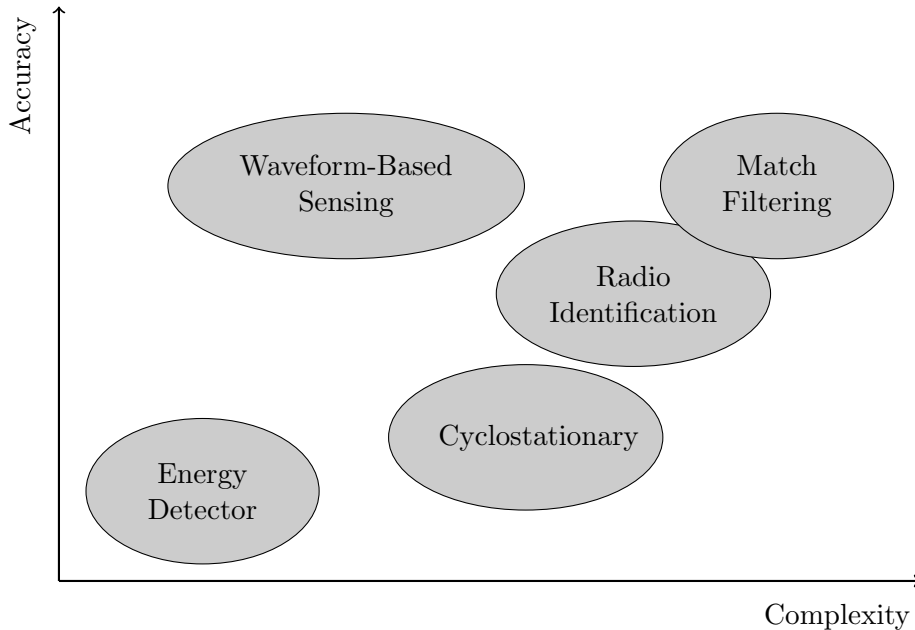 Accuracy
Waveform-Based
Sensing
Match
Filtering
Radio
Identification
Cyclostationary
Energy
Detector
Complexity